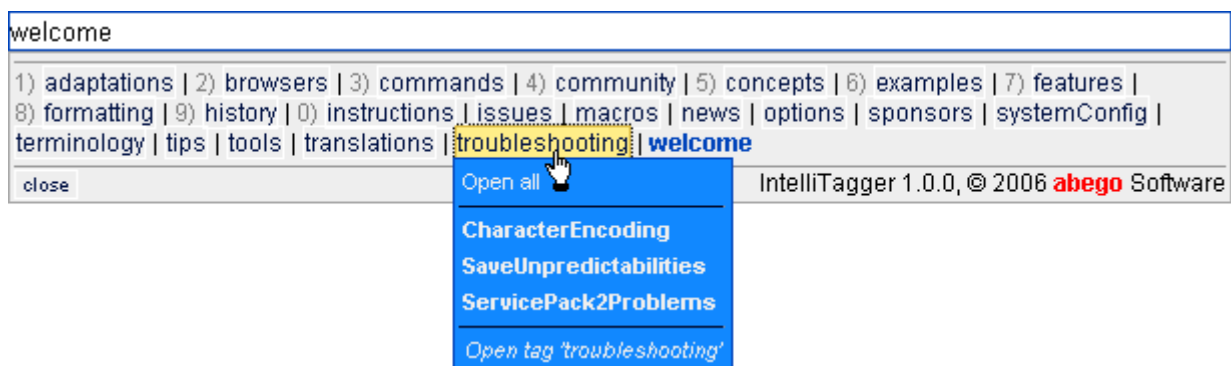 welcome
1) adaptations | 2) browsers | 3) commands | 4) community | 5) concepts | 6) examples | 7) features |
8) formatting | 9) history | 0) instructions | issues | macros | news | options | sponsors | systemConfig |
terminology | tips | tools | translations | troubleshooting | welcome
close
IntelliTagger 1.0.0, © 2006 abego Software
Open all
CharacterEncoding
SaveUnpredictabilities
ServicePack2Problems
Open tag 'troubleshooting'